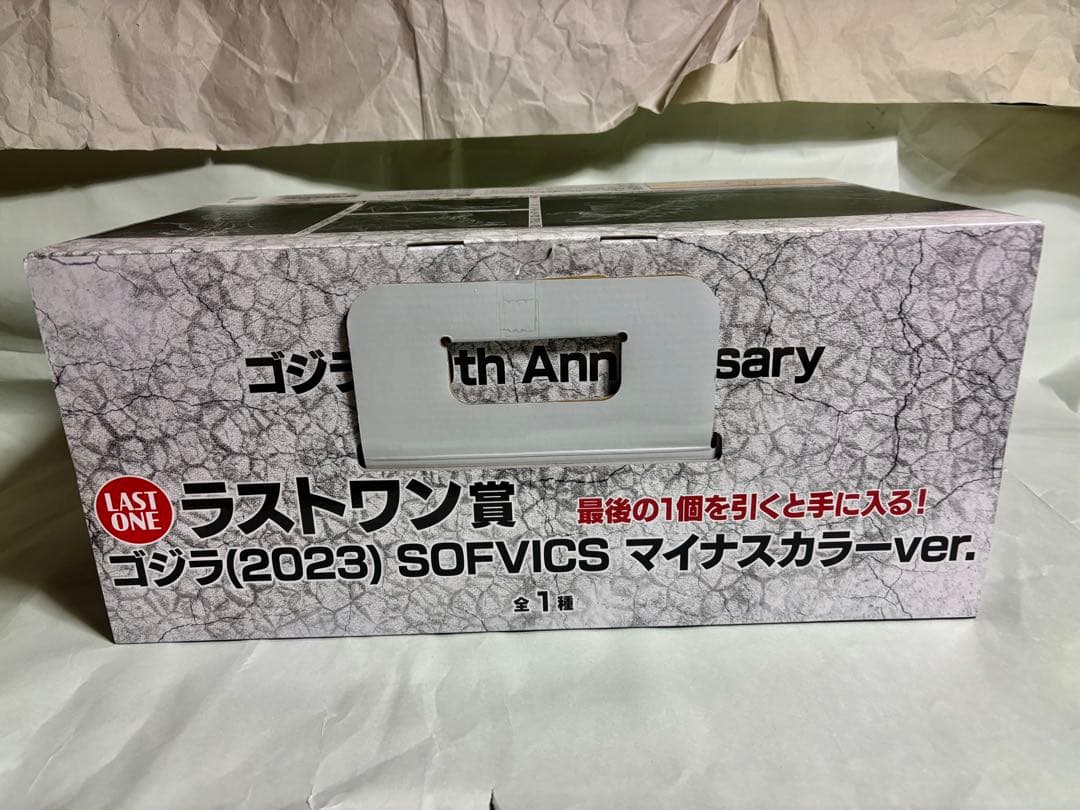 ゴジラ th Ann sary
LAST ONE ラストワン賞 最後の1個を引くと手に入る!
ゴジラ(2023) SOFVICS マイナスカラーver.
全1種